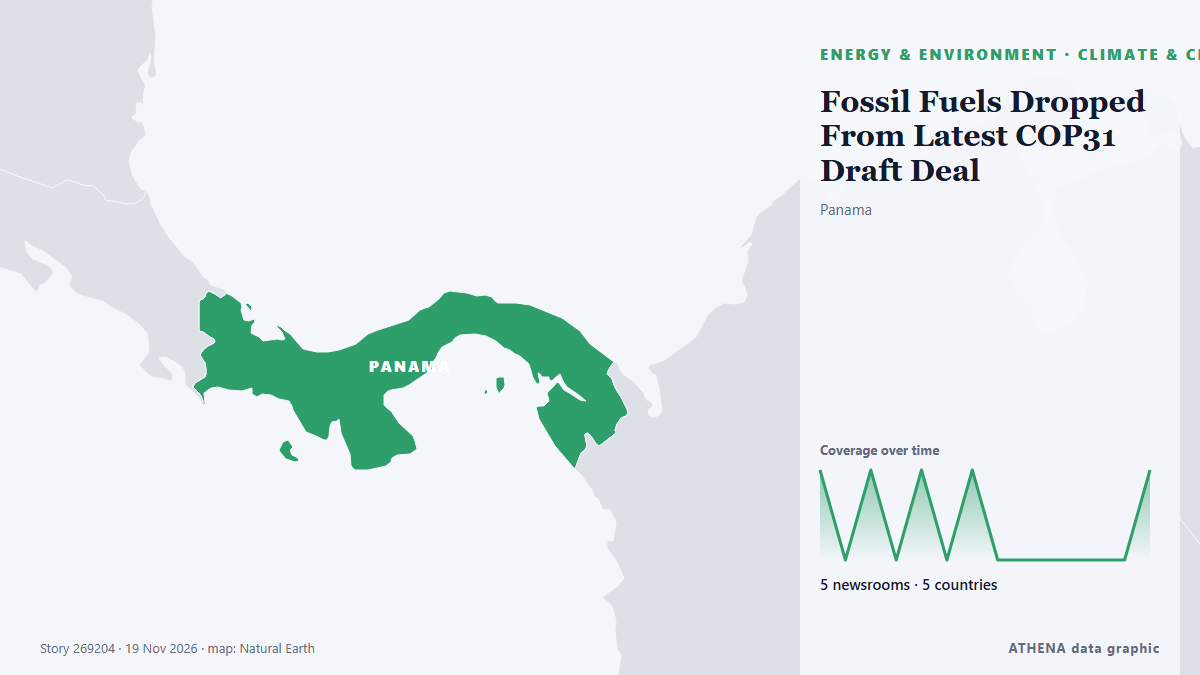 ENERGY & ENVIRONMENT · CLIMATE &
Fossil Fuels Dropped
From Latest COP31
Draft Deal
Panama
PANAMA
Coverage over time
5 newsrooms · 5 countries
Story 269204 · 19 Nov 2026 · map: Natural Earth
ATHENA data graphic